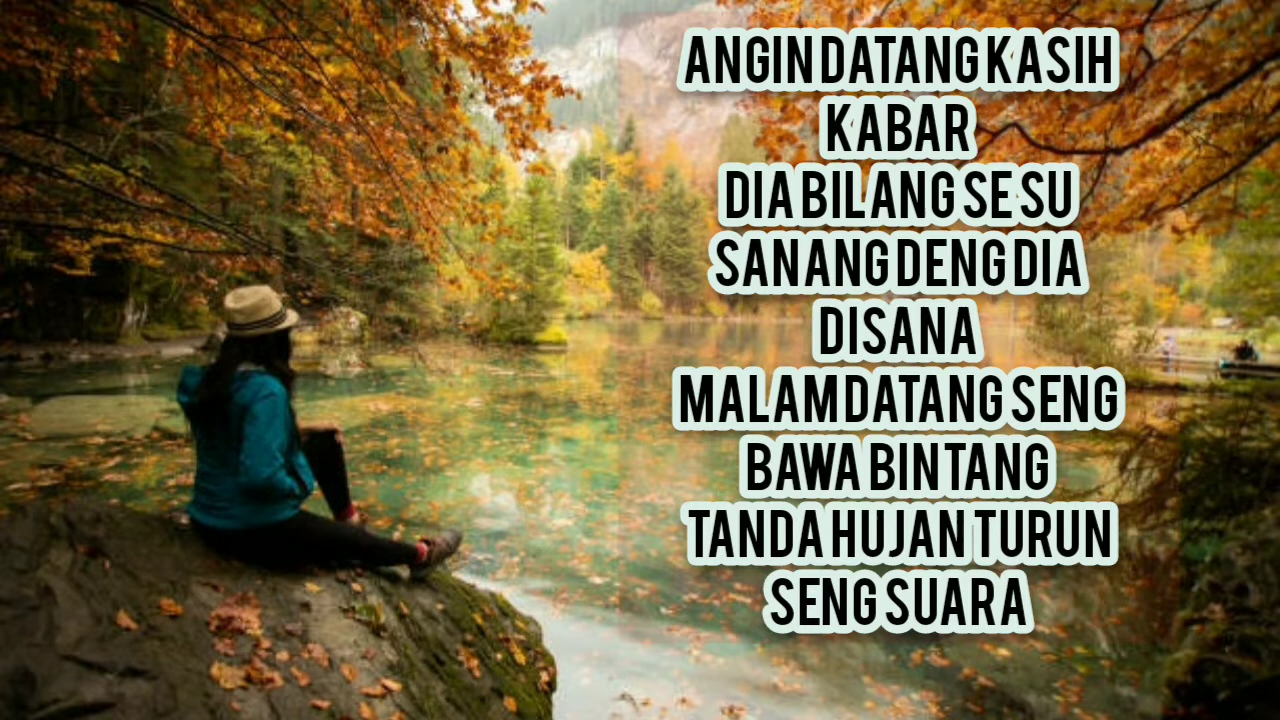 ANGIN DATANG KASIH
KABAR
DIA BILANG SE SU
SANANG DENG DIA
DISANA
MALAM DATANG SENG
BAWA BINTANG
TANDA HUJAN TURUN
SENG SUARA